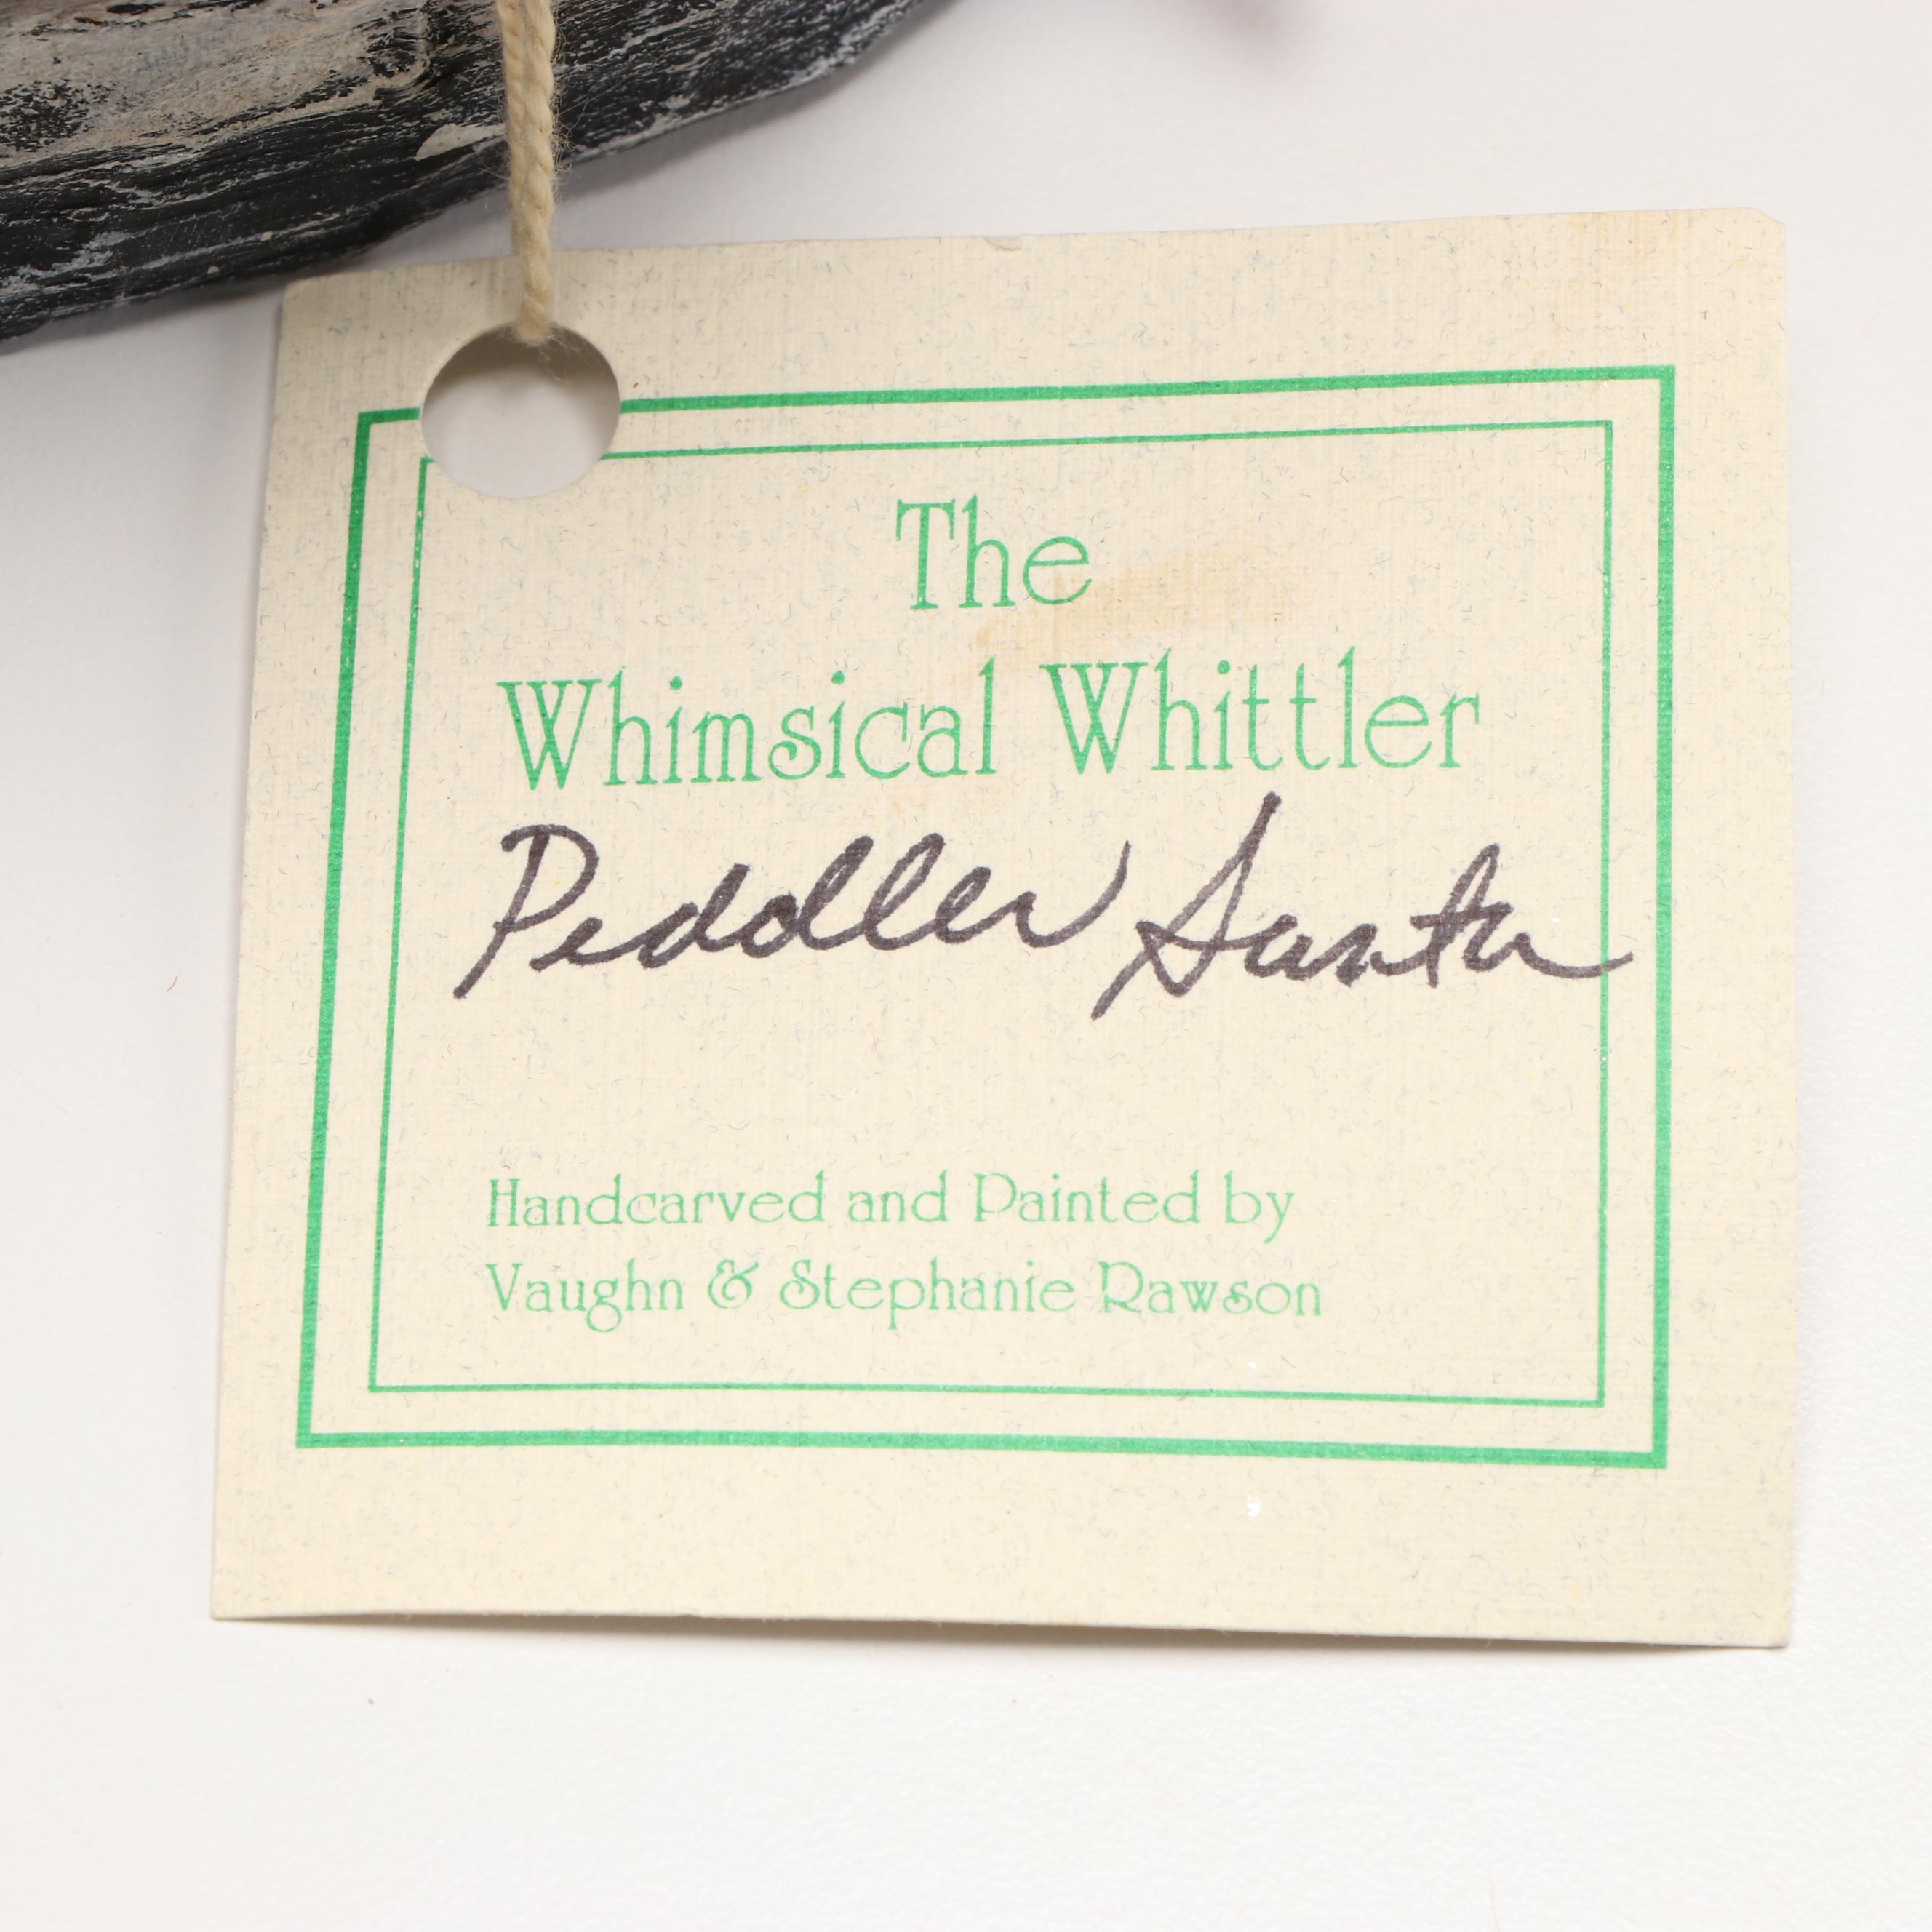 The
Whimsical Whittler
Peddler Santa
Handcarved and Painted by
Vaughn & Stephanie Rawson